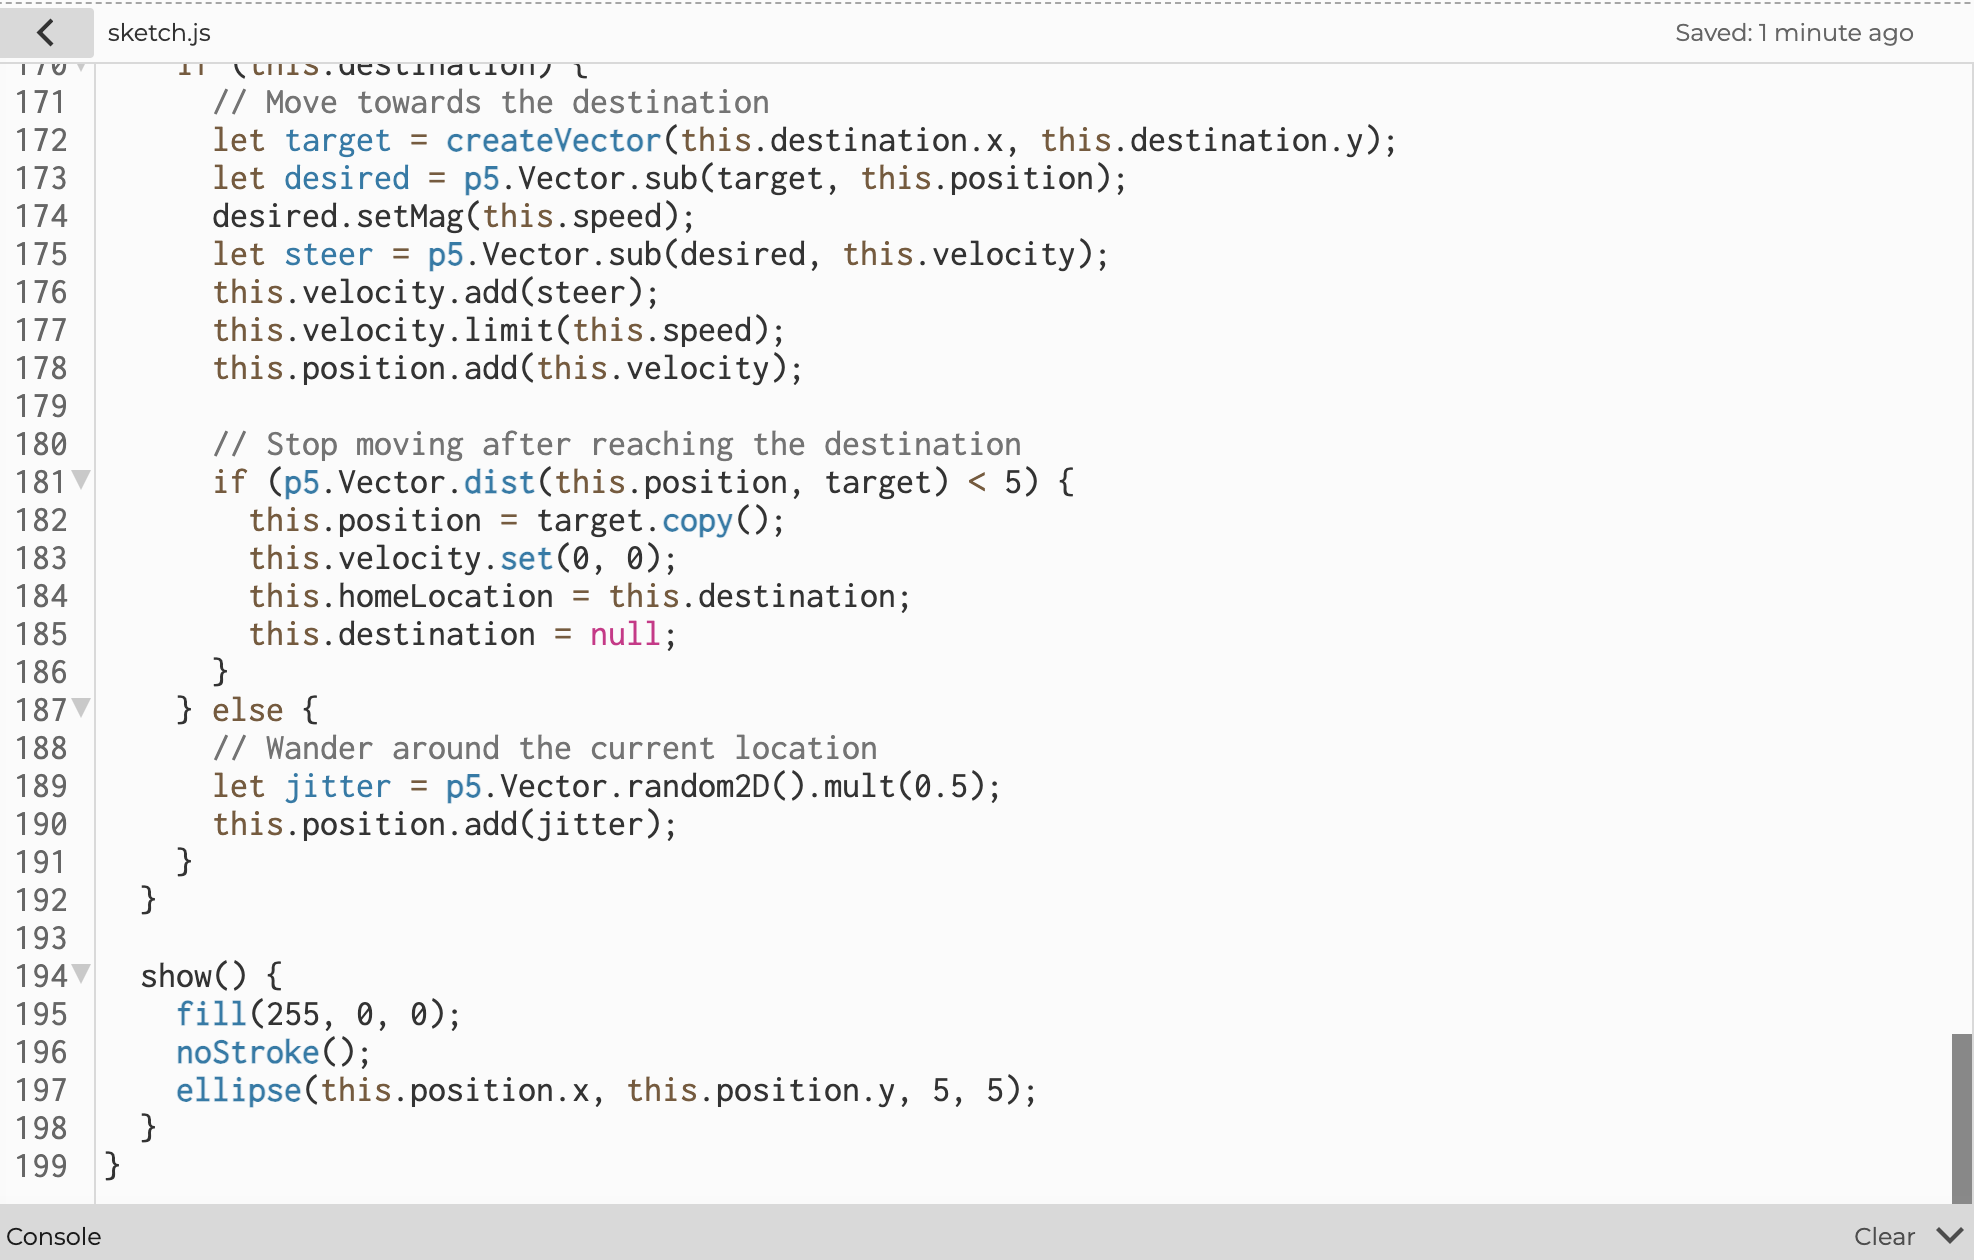 sketch.js
Saved: 1 minute ago
170 if (this.destination) {
171 // Move towards the destination
172 let target = createVector(this.destination.x, this.destination.y);
173 let desired = p5.Vector.sub(target, this.position);
174 desired.setMag(this.speed);
175 let steer = p5.Vector.sub(desired, this.velocity);
176 this.velocity.add(steer);
177 this.velocity.limit(this.speed);
178 this.position.add(this.velocity);
179
180 // Stop moving after reaching the destination
181 if (p5.Vector.dist(this.position, target) < 5) {
182 this.position = target.copy();
183 this.velocity.set(0, 0);
184 this.homeLocation = this.destination;
185 this.destination = null;
186 }
187 } else {
188 // Wander around the current location
189 let jitter = p5.Vector.random2D().mult(0.5);
190 this.position.add(jitter);
191 }
192 }
193
194 show() {
195 fill(255, 0, 0);
196 noStroke();
197 ellipse(this.position.x, this.position.y, 5, 5);
198 }
199 }
Console
Clear